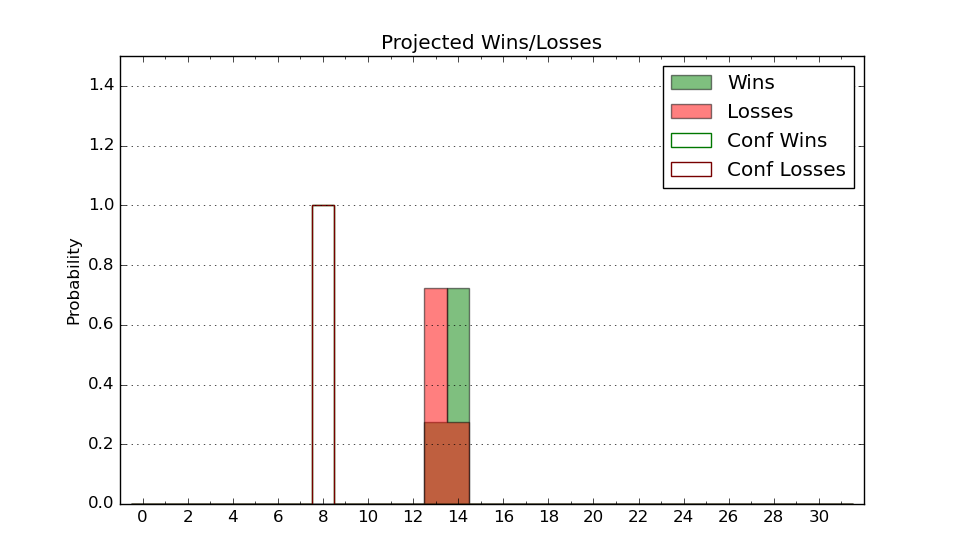 Projected Wins/Losses
1.4
1.2
1.0
0.8
0.6
0.4
0.2
0.0
Probability
Wins
Losses
Conf Wins
Conf Losses
0 2 4 6 8 10 12 14 16 18 20 22 24 26 28 30